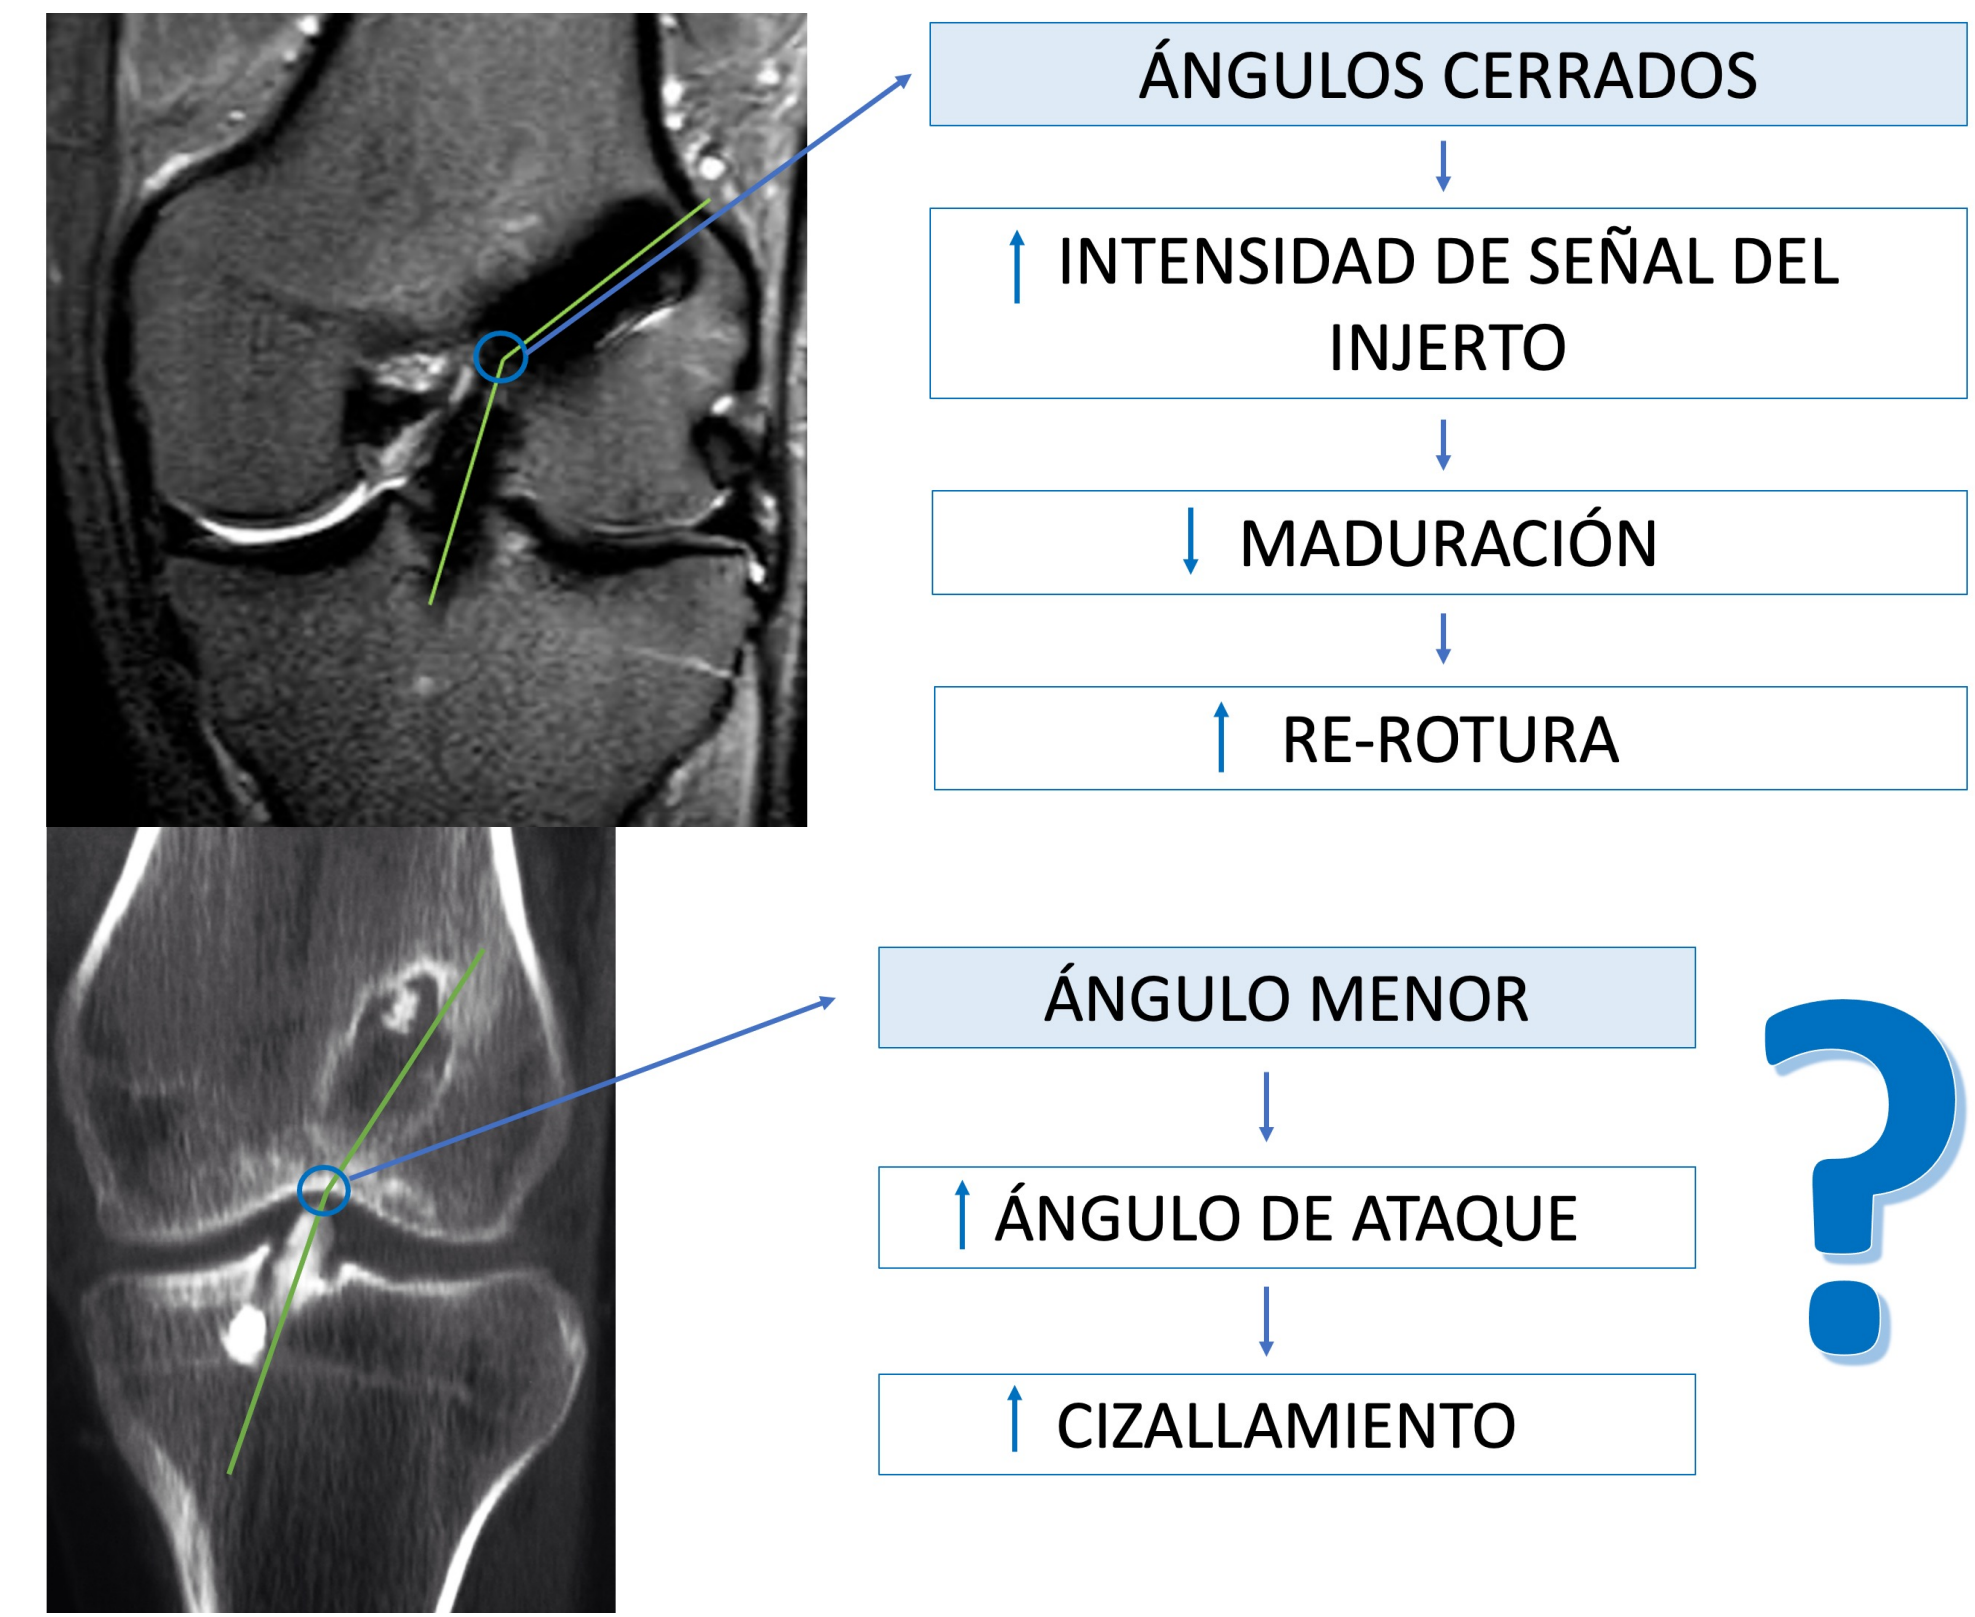 ÁNGULOS CERRADOS
↑ INTENSIDAD DE SEÑAL DEL
INJERTO
↓ MADURACIÓN
↑ RE-ROTURA
ÁNGULO MENOR
↑ ÁNGULO DE ATAQUE
↑ CIZALLAMIENTO
?